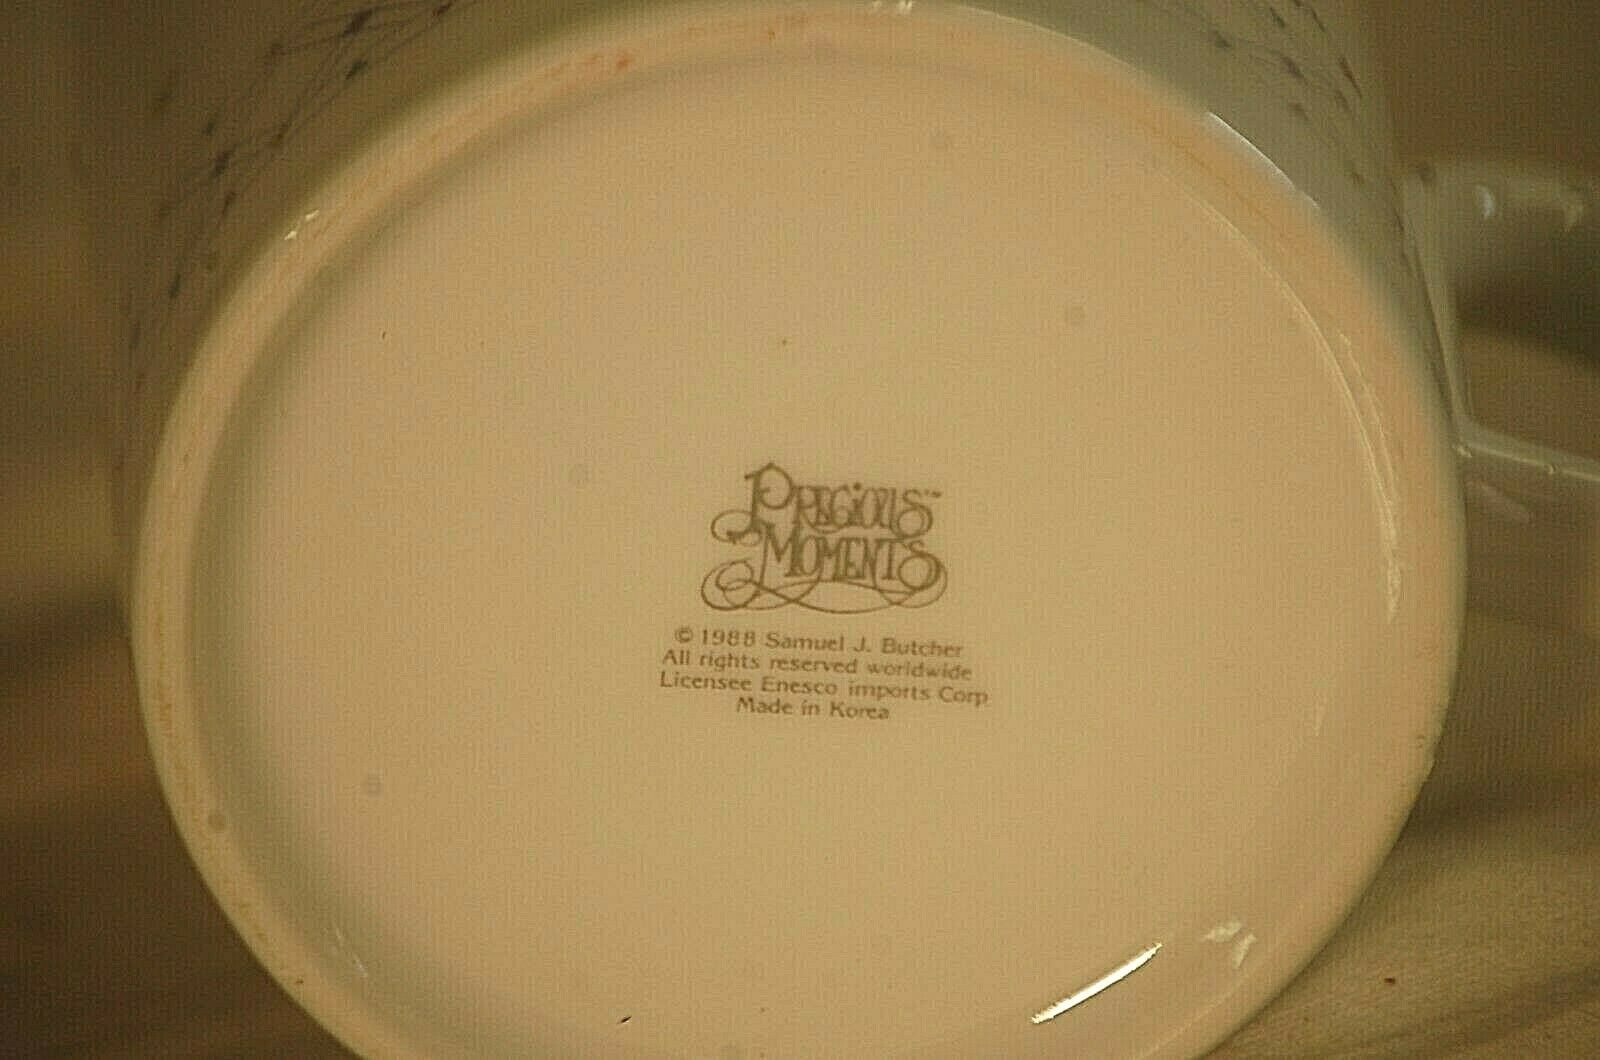 PRECIOUS™
MOMENTS
© 1988 Samuel J. Butcher
All rights reserved worldwide
Licensee Enesco imports Corp.
Made in Korea